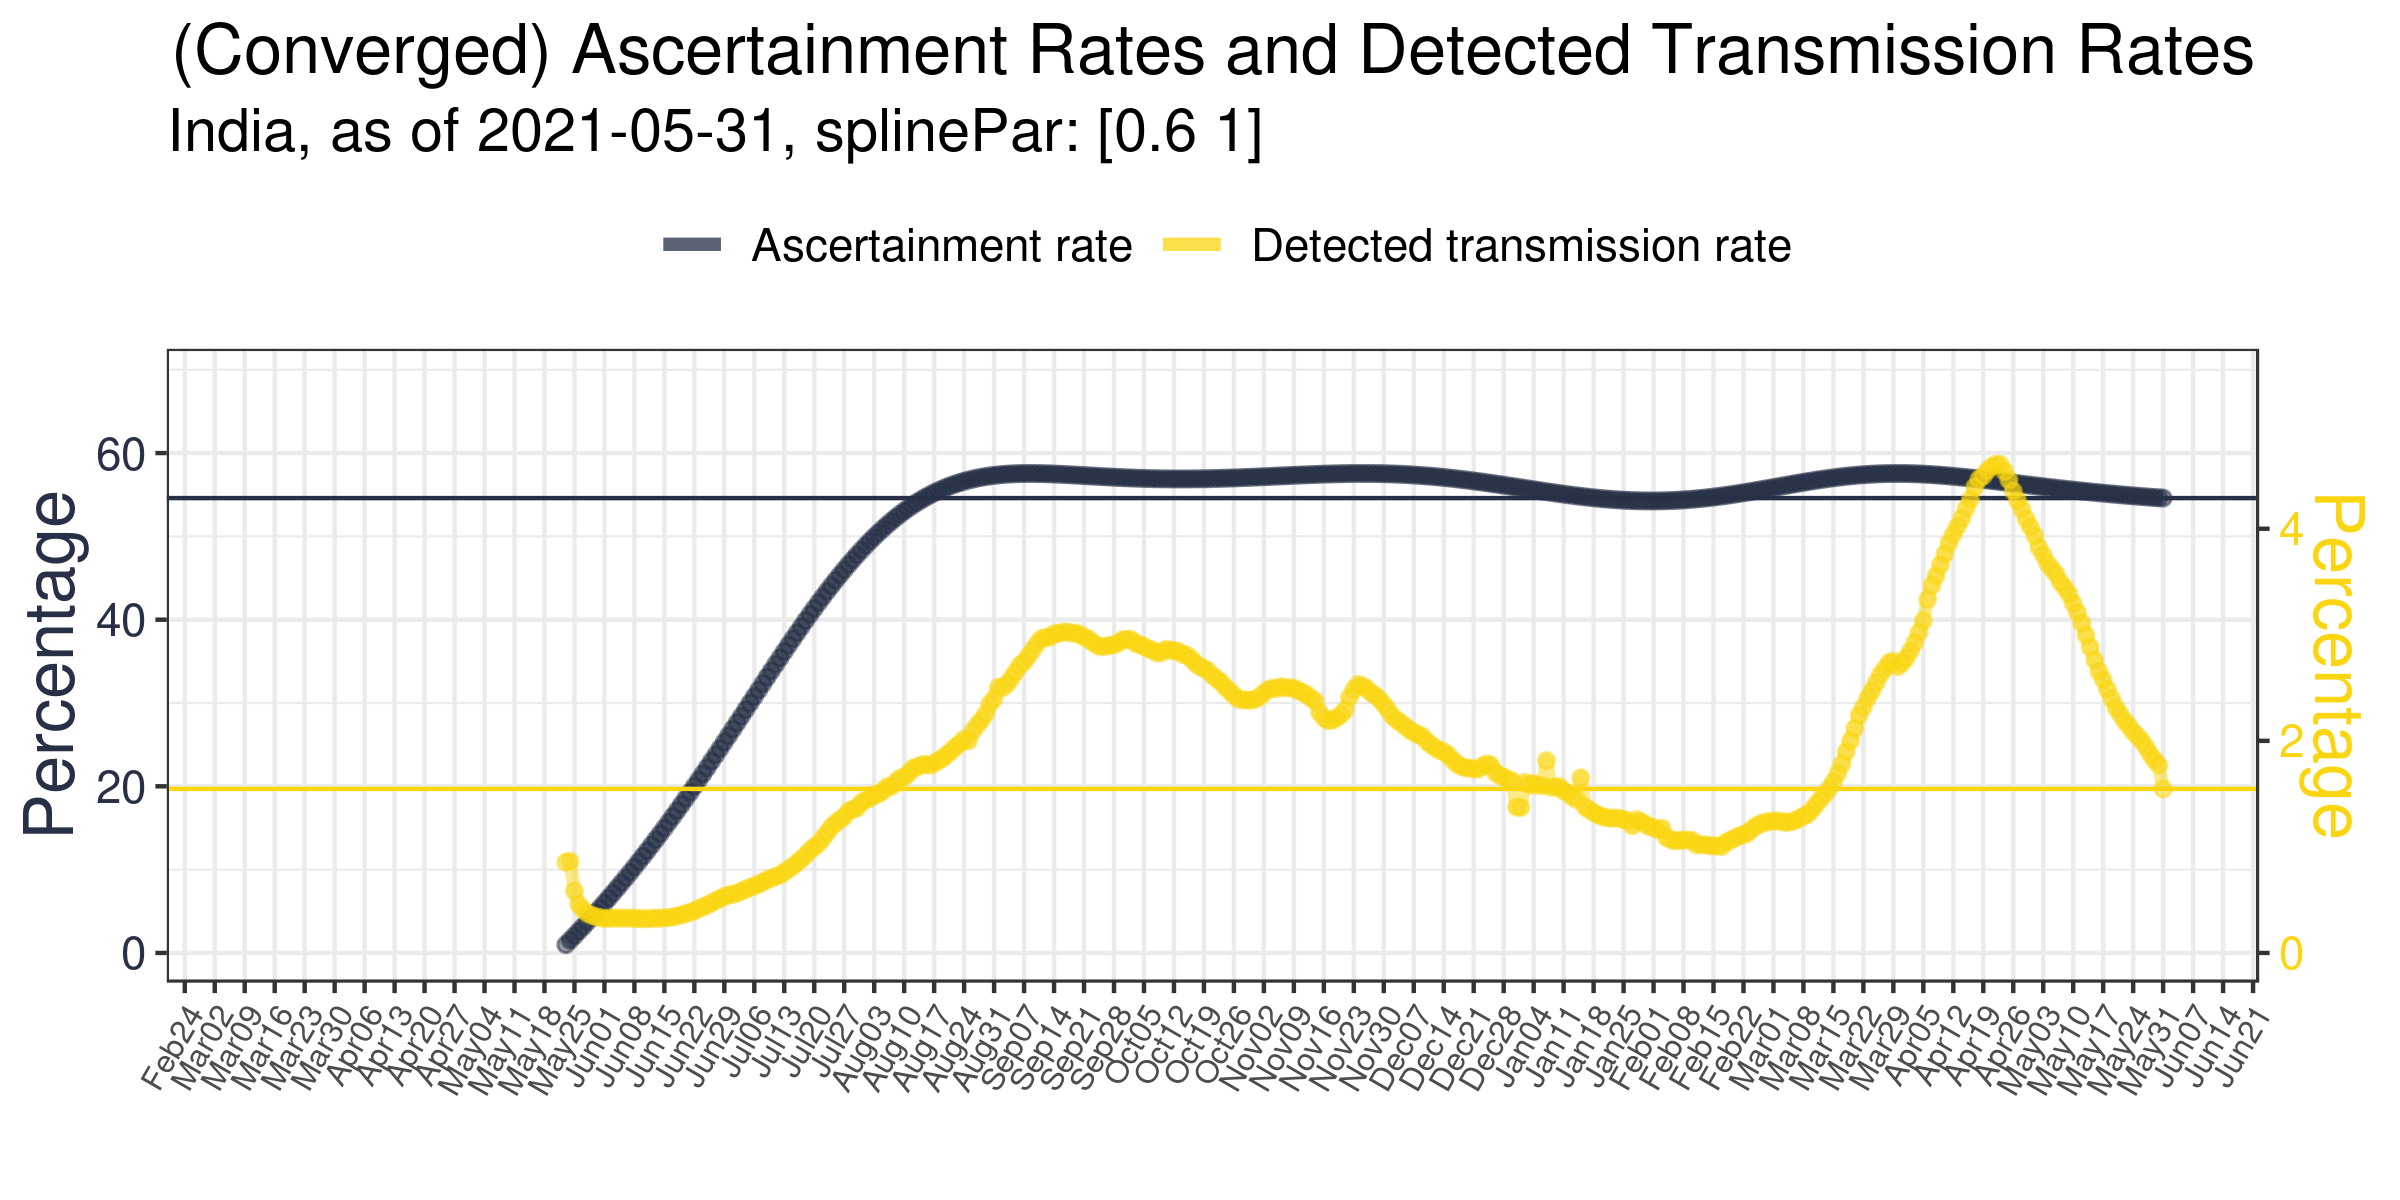 (Converged) Ascertainment Rates and Detected Transmission Rates
India, as of 2021-05-31, splinePar: [0.6 1]
Ascertainment rate
Detected transmission rate
Percentage
60
40
20
0
Percentage
4
2
0
Feb24
Mar02
Mar09
Mar16
Mar23
Mar30
Apr06
Apr13
Apr20
Apr27
May04
May11
May18
May25
Jun01
Jun08
Jun15
Jun22
Jun29
Jul06
Jul13
Jul20
Jul27
Aug03
Aug10
Aug17
Aug24
Aug31
Sep07
Sep14
Sep21
Sep28
Oct05
Oct12
Oct19
Oct26
Nov02
Nov09
Nov16
Nov23
Nov30
Dec07
Dec14
Dec21
Dec28
Jan04
Jan11
Jan18
Jan25
Feb01
Feb08
Feb15
Feb22
Mar01
Mar08
Mar15
Mar22
Mar29
Apr05
Apr12
Apr19
Apr26
May03
May10
May17
May24
May31
Jun07
Jun14
Jun21